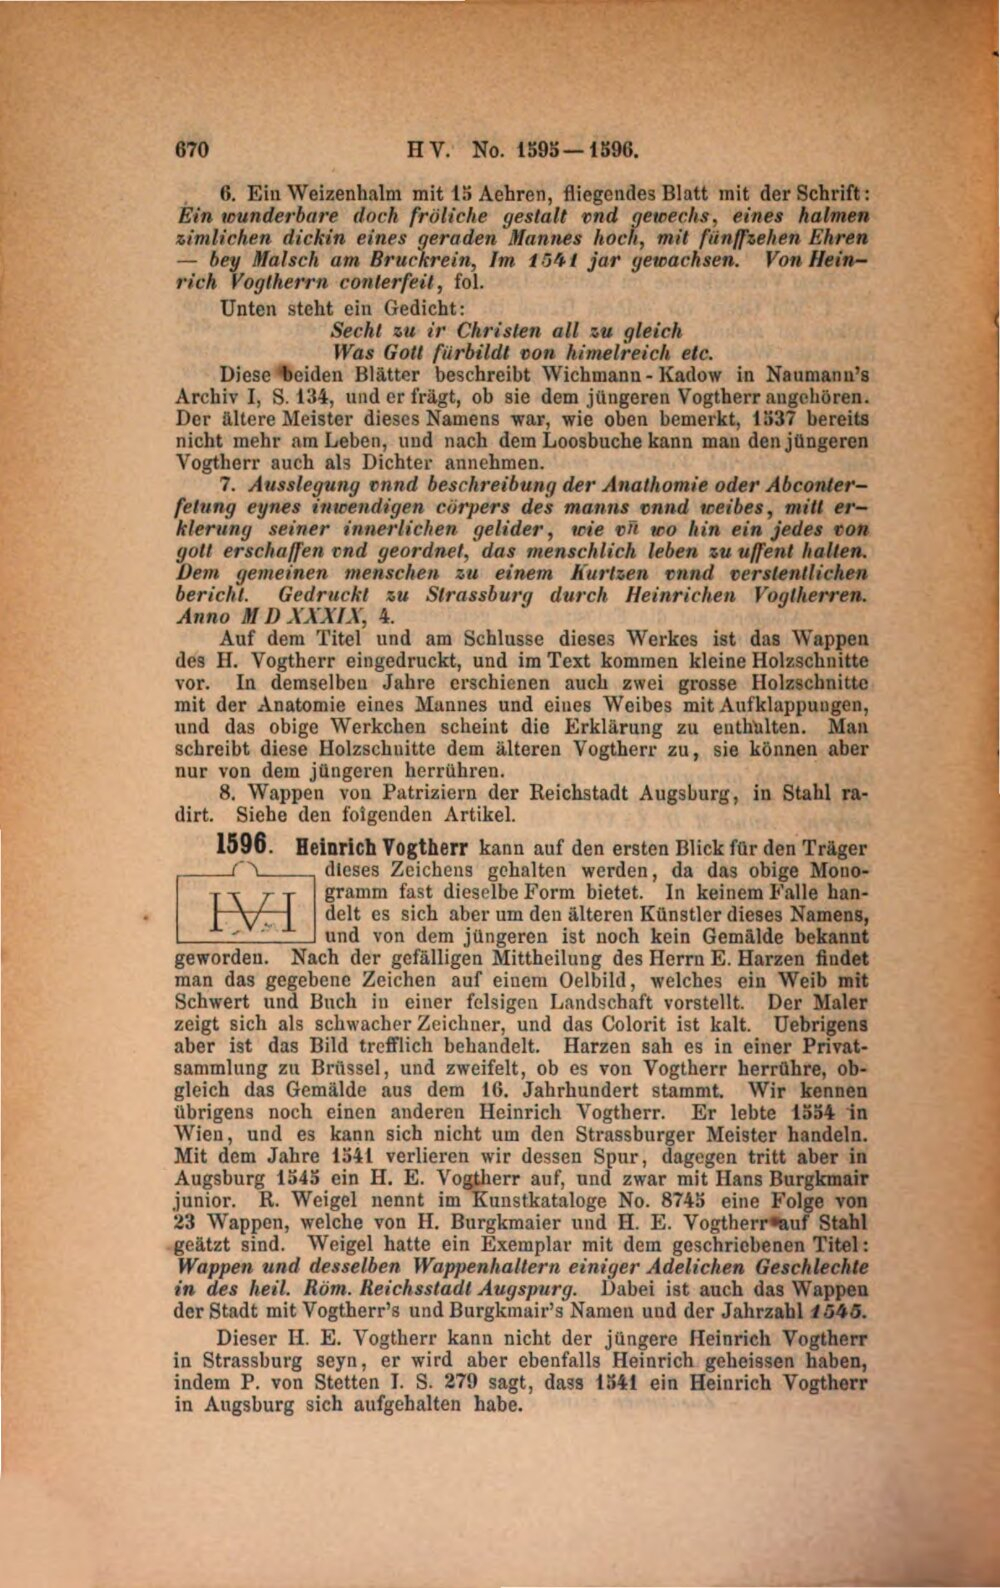 670 HV. No. 1595—1596.
6. Ein Weizenhalm mit 15 Aehren, fliegendes Blatt mit der Schrift:
Ein wunderbare doch fröliche gestalt vnd gewechs, eines halmen
zimlichen dickin eines geraden Mannes hoch, mit fünffzehen Ehren
— bey Malsch am Bruckrein, Im 1541 jar gewachsen. Von Hein-
rich Vogtherrn conterfeit, fol.
Unten steht ein Gedicht:
Secht zu ir Christen all zu gleich
Was Gott fürbildt von himelreich etc.
Diese beiden Blätter beschreibt Wichmann-Kadow in Naumann's
Archiv I, S. 134, und er frägt, ob sie dem jüngeren Vogtherr angehören.
Der ältere Meister dieses Namens war, wie oben bemerkt, 1537 bereits
nicht mehr am Leben, und nach dem Loosbuche kann man den jüngeren
Vogtherr auch als Dichter annehmen.
7. Ausslegung vnnd beschreibung der Anathomie oder Abconter-
fetung eynes inwendigen cörpers des manns vnnd weibes, mitt er-
klerung seiner innerlichen gelider, wie vñ wo hin ein jedes von
gott erschaffen vnd geordnet, das menschlich leben zu uffent halten.
Dem gemeinen menschen zu einem Kurtzen vnnd verstentlichen
bericht. Gedruckt zu Strassburg durch Heinrichen Vogtherren.
Anno M D XXXIX, 4.
Auf dem Titel und am Schlusse dieses Werkes ist das Wappen
des H. Vogtherr eingedruckt, und im Text kommen kleine Holzschnitte
vor. In demselben Jahre erschienen auch zwei grosse Holzschnitte
mit der Anatomie eines Mannes und eines Weibes mit Aufklappungen,
und das obige Werkchen scheint die Erklärung zu enthalten. Man
schreibt diese Holzschnitte dem älteren Vogtherr zu, sie können aber
nur von dem jüngeren herrühren.
8. Wappen von Patriziern der Reichstadt Augsburg, in Stahl ra-
dirt. Siehe den folgenden Artikel.
1596. Heinrich Vogtherr kann auf den ersten Blick für den Träger
dieses Zeichens gehalten werden, da das obige Mono-
gramm fast dieselbe Form bietet. In keinem Falle han-
delt es sich aber um den älteren Künstler dieses Namens,
und von dem jüngeren ist noch kein Gemälde bekannt
geworden. Nach der gefälligen Mittheilung des Herrn E. Harzen findet
man das gegebene Zeichen auf einem Oelbild, welches ein Weib mit
Schwert und Buch in einer felsigen Landschaft vorstellt. Der Maler
zeigt sich als schwacher Zeichner, und das Colorit ist kalt. Uebrigens
aber ist das Bild trefflich behandelt. Harzen sah es in einer Privat-
sammlung zu Brüssel, und zweifelt, ob es von Vogtherr herrühre, ob-
gleich das Gemälde aus dem 16. Jahrhundert stammt. Wir kennen
übrigens noch einen anderen Heinrich Vogtherr. Er lebte 1554 in
Wien, und es kann sich nicht um den Strassburger Meister handeln.
Mit dem Jahre 1541 verlieren wir dessen Spur, dagegen tritt aber in
Augsburg 1545 ein H. E. Vogtherr auf, und zwar mit Hans Burgkmair
junior. R. Weigel nennt im Kunstkataloge No. 8745 eine Folge von
23 Wappen, welche von H. Burgkmaier und H. E. Vogtherr auf Stahl
geätzt sind. Weigel hatte ein Exemplar mit dem geschriebenen Titel:
Wappen und desselben Wappenhaltern einiger Adelichen Geschlechte
in des heil. Röm. Reichsstadt Augspurg. Dabei ist auch das Wappen
der Stadt mit Vogtherr's und Burgkmair's Namen und der Jahrzahl 1545.
Dieser H. E. Vogtherr kann nicht der jüngere Heinrich Vogtherr
in Strassburg seyn, er wird aber ebenfalls Heinrich geheissen haben,
indem P. von Stetten I. S. 279 sagt, dass 1541 ein Heinrich Vogtherr
in Augsburg sich aufgehalten habe.